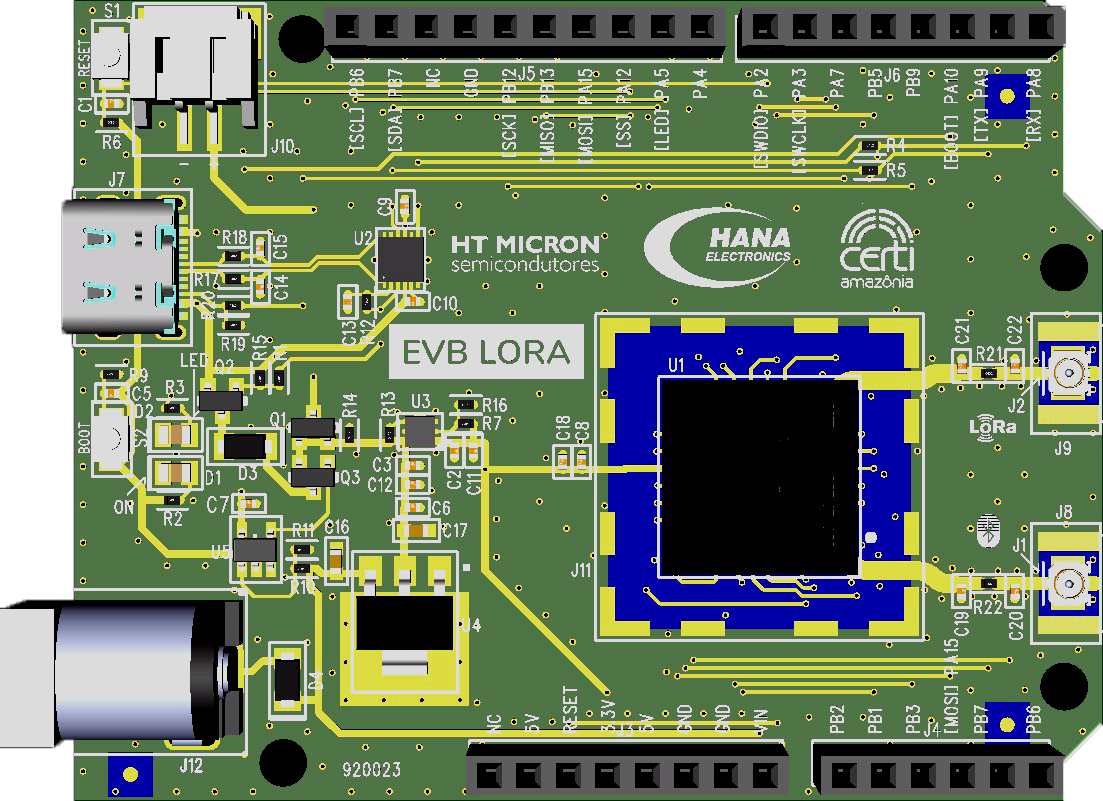 S1
RESET
C1
R6
J10
J5
J6
PB6
PB7
NC
GND
PB12
PB13
PA15
PA12
PA5
PA4
PA2
PA3
PA7
PB5
PB9
PA10
PA9
PA8
[SCL]
[SDA]
[SCK]
[MISO]
[MOSI]
[SS]
[LED]
[SWDIO]
[SWCLK]
[BOOT]
[TX]
[RX]
R4
R5
J7
C9
U2
R18
C15
R17
C14
R20
R19
C13
R12
C10
HT MICRON
semicondutores
HANA
ELECTRONICS
certi
amazônia
EVB LORA
LED
Q2
R15
R9
C5
R3
D2
S2
BOOT
D1
ON
R2
D3
Q1
R14
R13
Q3
U3
R16
R7
C3
C12
C2
C11
C6
C17
C18
C8
U1
J11
C21
R21
C22
J2
J9
LoRa
J8
J1
C19
R22
C20
C7
U5
R11
R10
C16
U4
D4
J12
920023
NC
5V
RESET
3.3V
J3
5V
GND
GND
VIN
PB2
PB1
PB3
[MOSI] PA15
J4
PB7
PB6